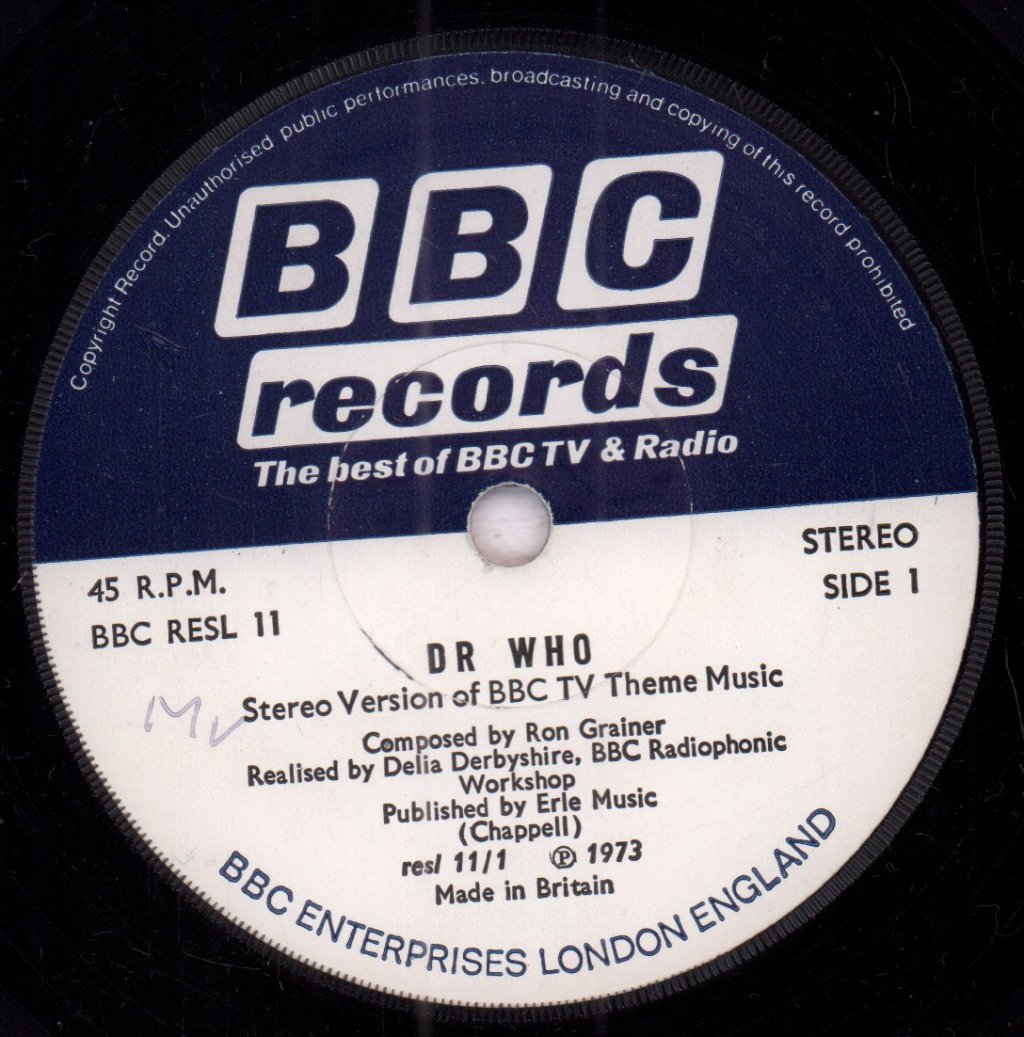 Copyright Record. Unauthorised public performances, broadcasting and copying of this record prohibited
BBC
records
The best of BBC TV & Radio
STEREO
SIDE 1
45 R.P.M.
BBC RESL 11
DR WHO
Stereo Version of BBC TV Theme Music
Composed by Ron Grainer
Realised by Delia Derbyshire, BBC Radiophonic
Workshop
Published by Erle Music
(Chappell)
resl 11/1 ℗ 1973
Made in Britain
BBC ENTERPRISES LONDON ENGLAND